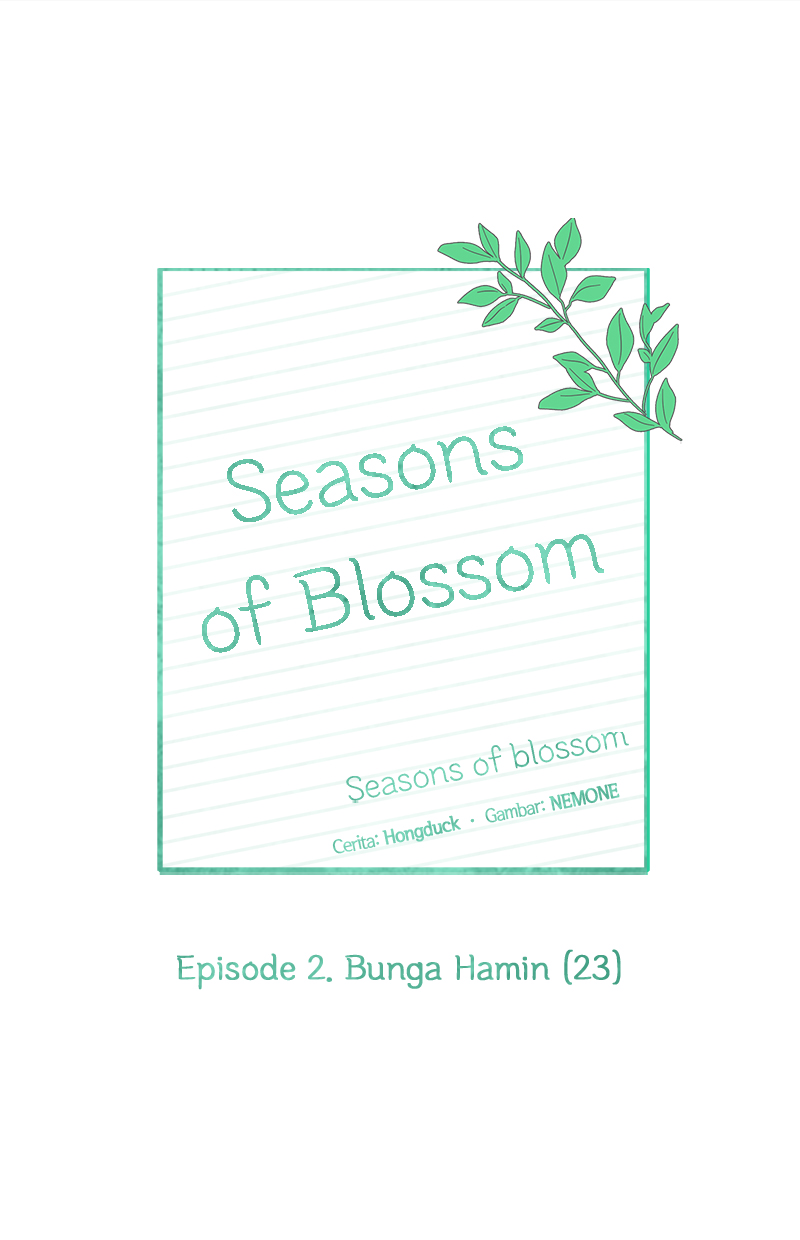 Seasons
of Blossom
Seasons of blossom
Cerita: Hongduck · Gambar: NEMONE
Episode 2. Bunga Hamin (23)